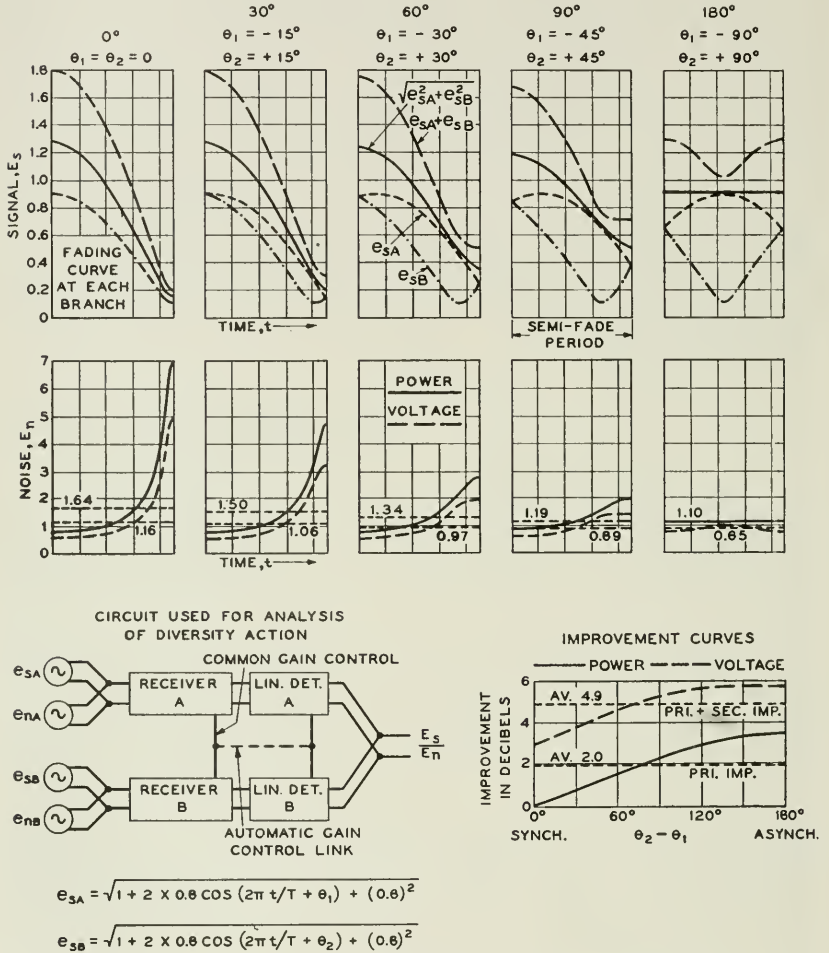 0°
θ1 = θ2 = 0
30°
θ1 = − 15°
θ2 = + 15°
60°
θ1 = − 30°
θ2 = + 30°
90°
θ1 = − 45°
θ2 = + 45°
180°
θ1 = − 90°
θ2 = + 90°
SIGNAL, Es
1.8
1.6
1.4
1.2
1.0
0.8
0.6
0.4
0.2
0
FADING
CURVE
AT EACH
BRANCH
√e²SA + e²SB
eSA + eSB
eSA
eSB
TIME, t
SEMI-FADE
PERIOD
NOISE, En
7
6
5
4
3
2
1
0
1.64
1.16
1.50
1.06
POWER
VOLTAGE
1.34
0.97
1.19
0.89
1.10
0.85
TIME, t
CIRCUIT USED FOR ANALYSIS
OF DIVERSITY ACTION
COMMON GAIN CONTROL
eSA
enA
RECEIVER
A
LIN. DET.
A
Es
En
eSB
enB
RECEIVER
B
LIN. DET.
B
AUTOMATIC GAIN
CONTROL LINK
IMPROVEMENT CURVES
POWER VOLTAGE
IMPROVEMENT
IN DECIBELS
6
4
2
0
AV. 4.9
PRI. + SEC. IMP.
AV. 2.0
PRI. IMP.
0° 60° 120° 180°
SYNCH. θ2 − θ1 ASYNCH.
eSA = √1 + 2 X 0.8 COS (2π t/T + θ1) + (0.8)²
eSB = √1 + 2 X 0.8 COS (2π t/T + θ2) + (0.8)²